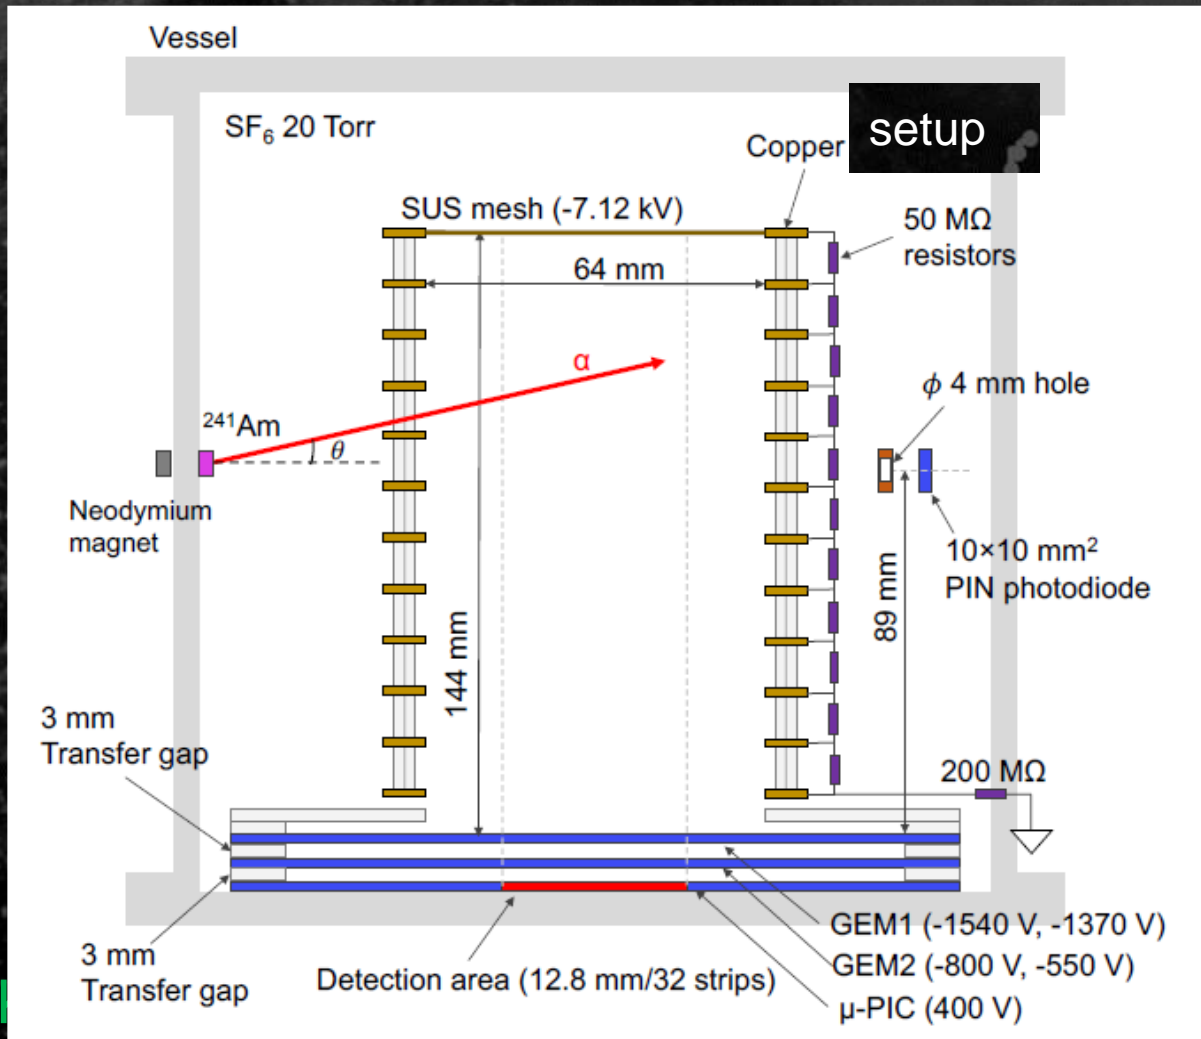 Vessel
SF₆ 20 Torr
setup
Copper
SUS mesh (-7.12 kV)
50 MΩ
resistors
64 mm
α
ϕ 4 mm hole
²⁴¹Am
θ
Neodymium
magnet
10×10 mm²
PIN photodiode
89 mm
144 mm
3 mm
Transfer gap
200 MΩ
GEM1 (-1540 V, -1370 V)
3 mm
Transfer gap
Detection area (12.8 mm/32 strips)
GEM2 (-800 V, -550 V)
μ-PIC (400 V)